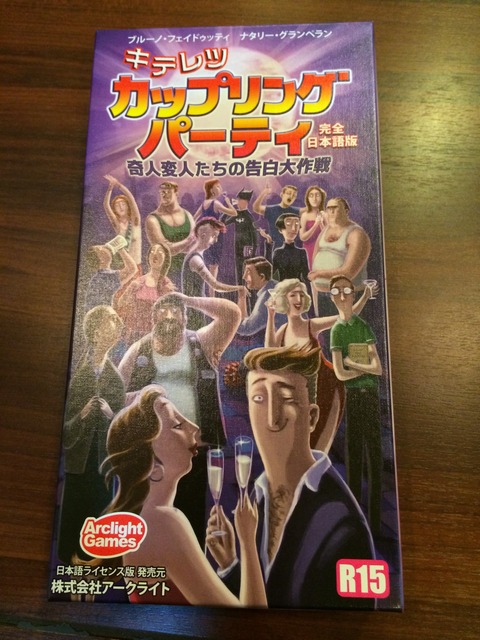 ブルーノ・フェイドゥッティ ナタリー・グランペラン
キテレツ
カップリング
パーティ
完全
日本語版
奇人変人たちの告白大作戦
Arclight
Games
日本語ライセンス版 発売元
株式会社アークライト
R15